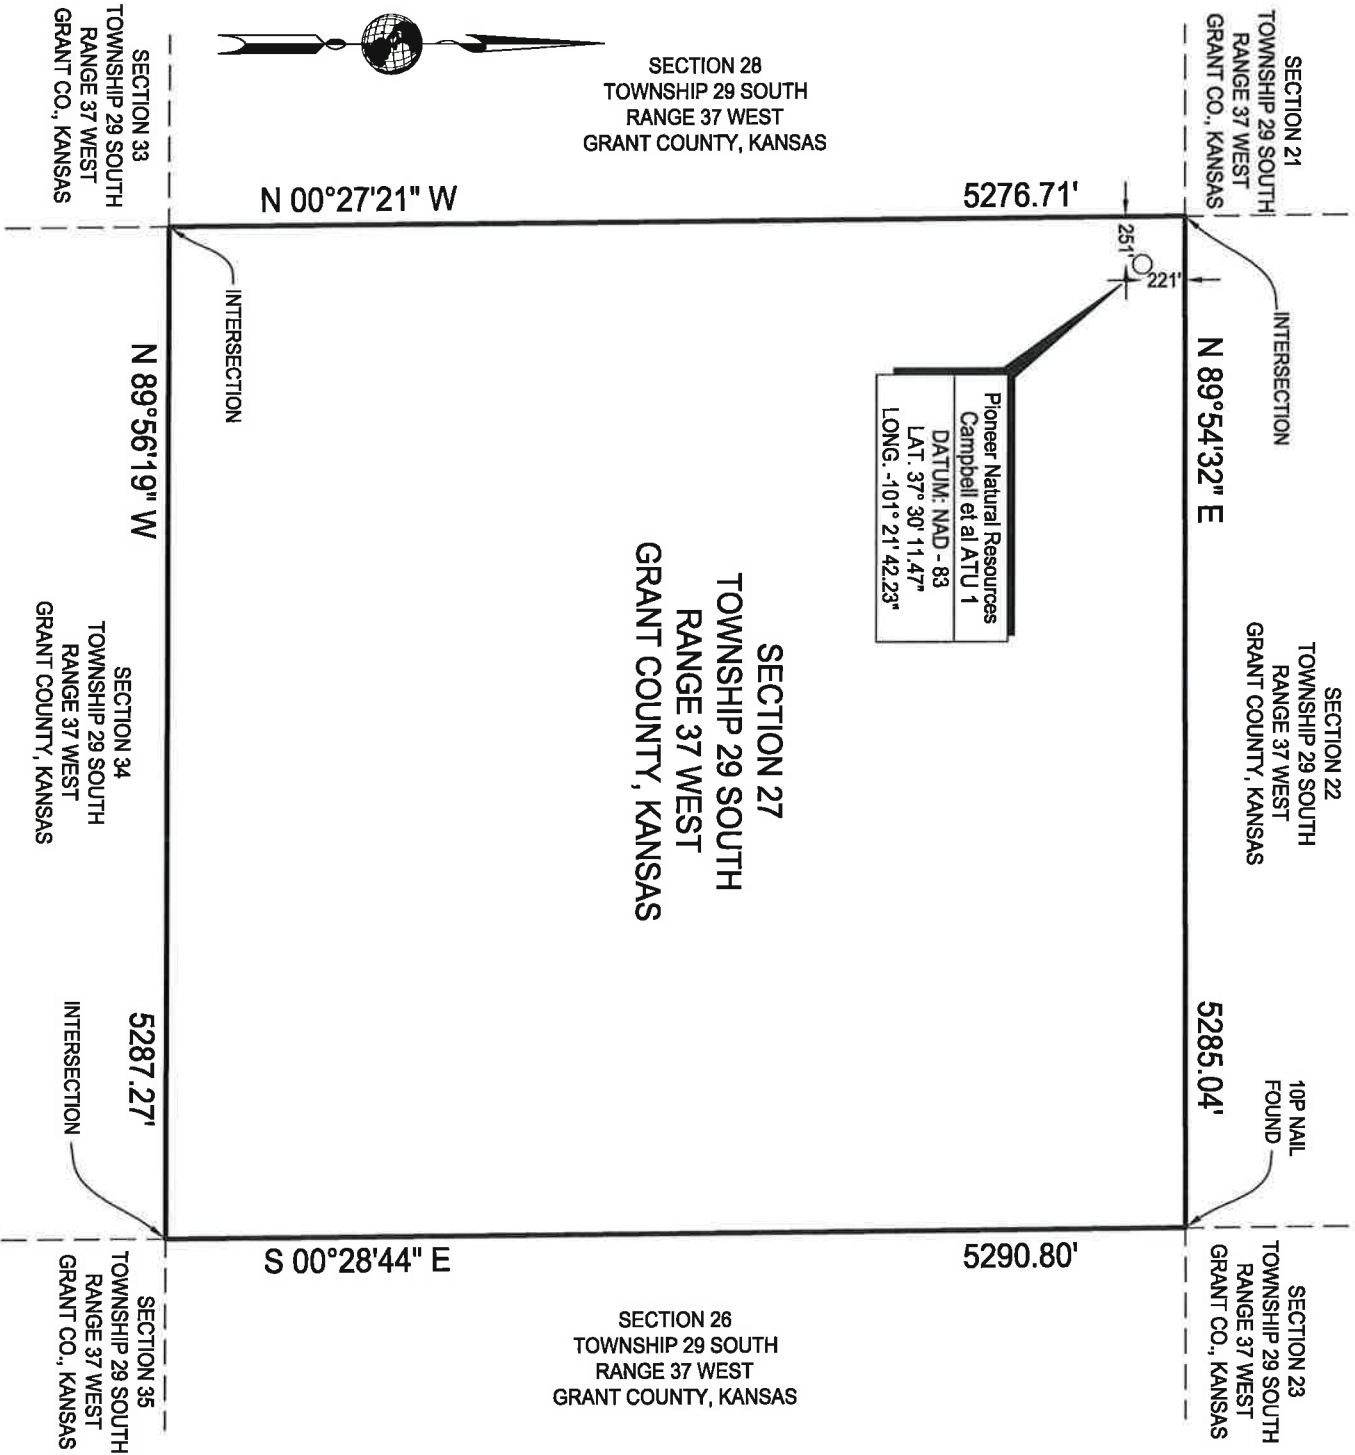 SECTION 21
TOWNSHIP 29 SOUTH
RANGE 37 WEST
GRANT CO., KANSAS
SECTION 22
TOWNSHIP 29 SOUTH
RANGE 37 WEST
GRANT COUNTY, KANSAS
10P NAIL
FOUND
SECTION 23
TOWNSHIP 29 SOUTH
RANGE 37 WEST
GRANT CO., KANSAS
INTERSECTION
N 89°54'32" E
5285.04'
221'
251'
5276.71'
N 00°27'21" W
SECTION 28
TOWNSHIP 29 SOUTH
RANGE 37 WEST
GRANT COUNTY, KANSAS
Pioneer Natural Resources
Campbell et al ATU 1
DATUM: NAD - 83
LAT. 37° 30' 11.47"
LONG. -101° 21' 42.23"
SECTION 27
TOWNSHIP 29 SOUTH
RANGE 37 WEST
GRANT COUNTY, KANSAS
5290.80'
S 00°28'44" E
SECTION 26
TOWNSHIP 29 SOUTH
RANGE 37 WEST
GRANT COUNTY, KANSAS
INTERSECTION
N 89°56'19" W
5287.27'
INTERSECTION
SECTION 33
TOWNSHIP 29 SOUTH
RANGE 37 WEST
GRANT CO., KANSAS
SECTION 34
TOWNSHIP 29 SOUTH
RANGE 37 WEST
GRANT COUNTY, KANSAS
SECTION 35
TOWNSHIP 29 SOUTH
RANGE 37 WEST
GRANT CO., KANSAS